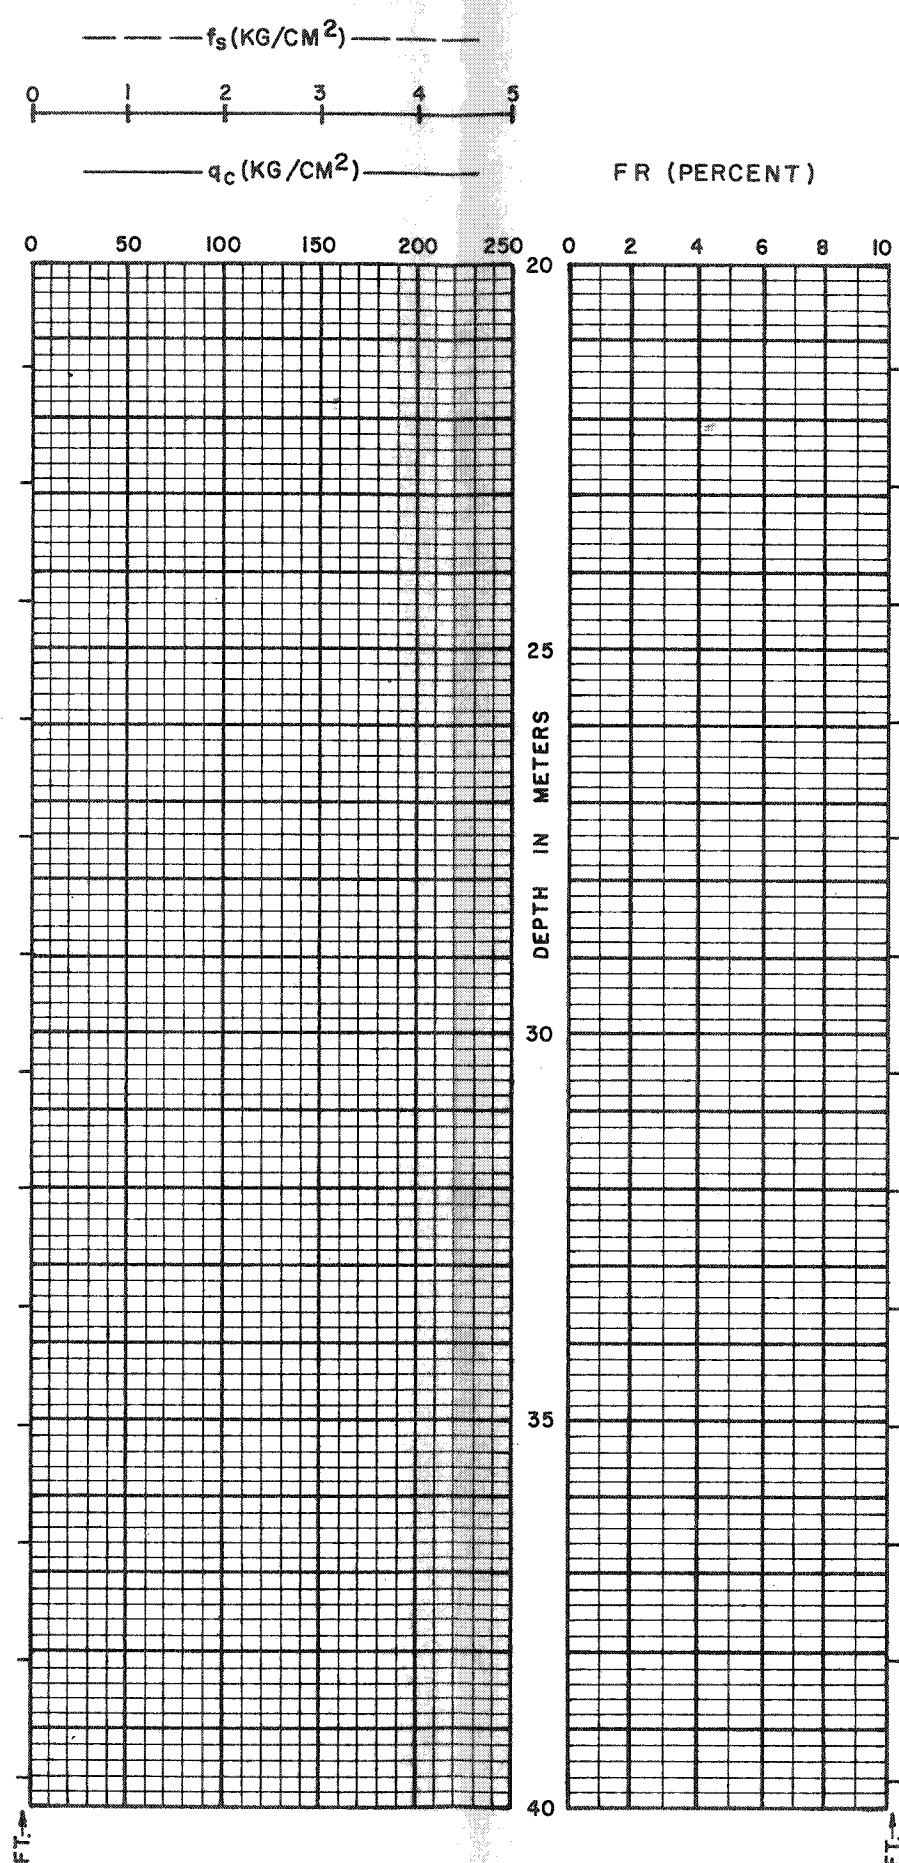 fs (KG/CM2)
0 1 2 3 4 5
qc (KG/CM2)
FR (PERCENT)
0 50 100 150 200 250
0 2 4 6 8 10
20
25
DEPTH IN METERS
30
35
40
FT.
FT.